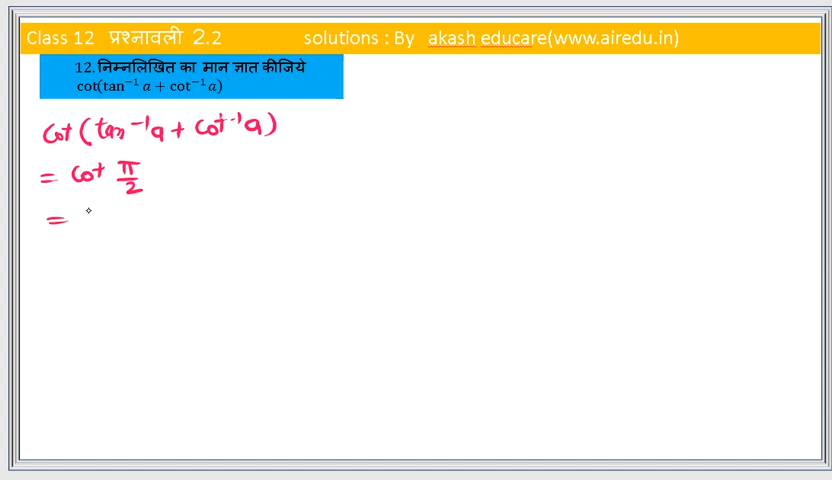 Class 12 प्रश्नावली 2.2 solutions : By akash educare(www.airedu.in)
12.निम्नलिखित का मान ज्ञात कीजिये
cot(tan⁻¹ a + cot⁻¹ a)
cot (tan⁻¹a + cot⁻¹a)
= cot π/2
=